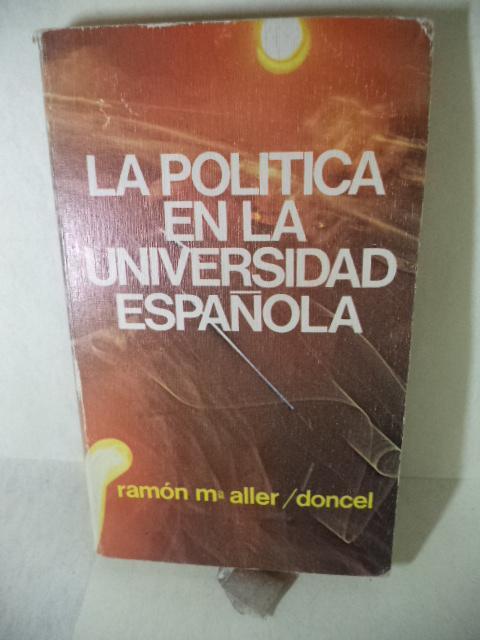 LA POLITICA
EN LA
UNIVERSIDAD
ESPAÑOLA
ramón mª aller/doncel